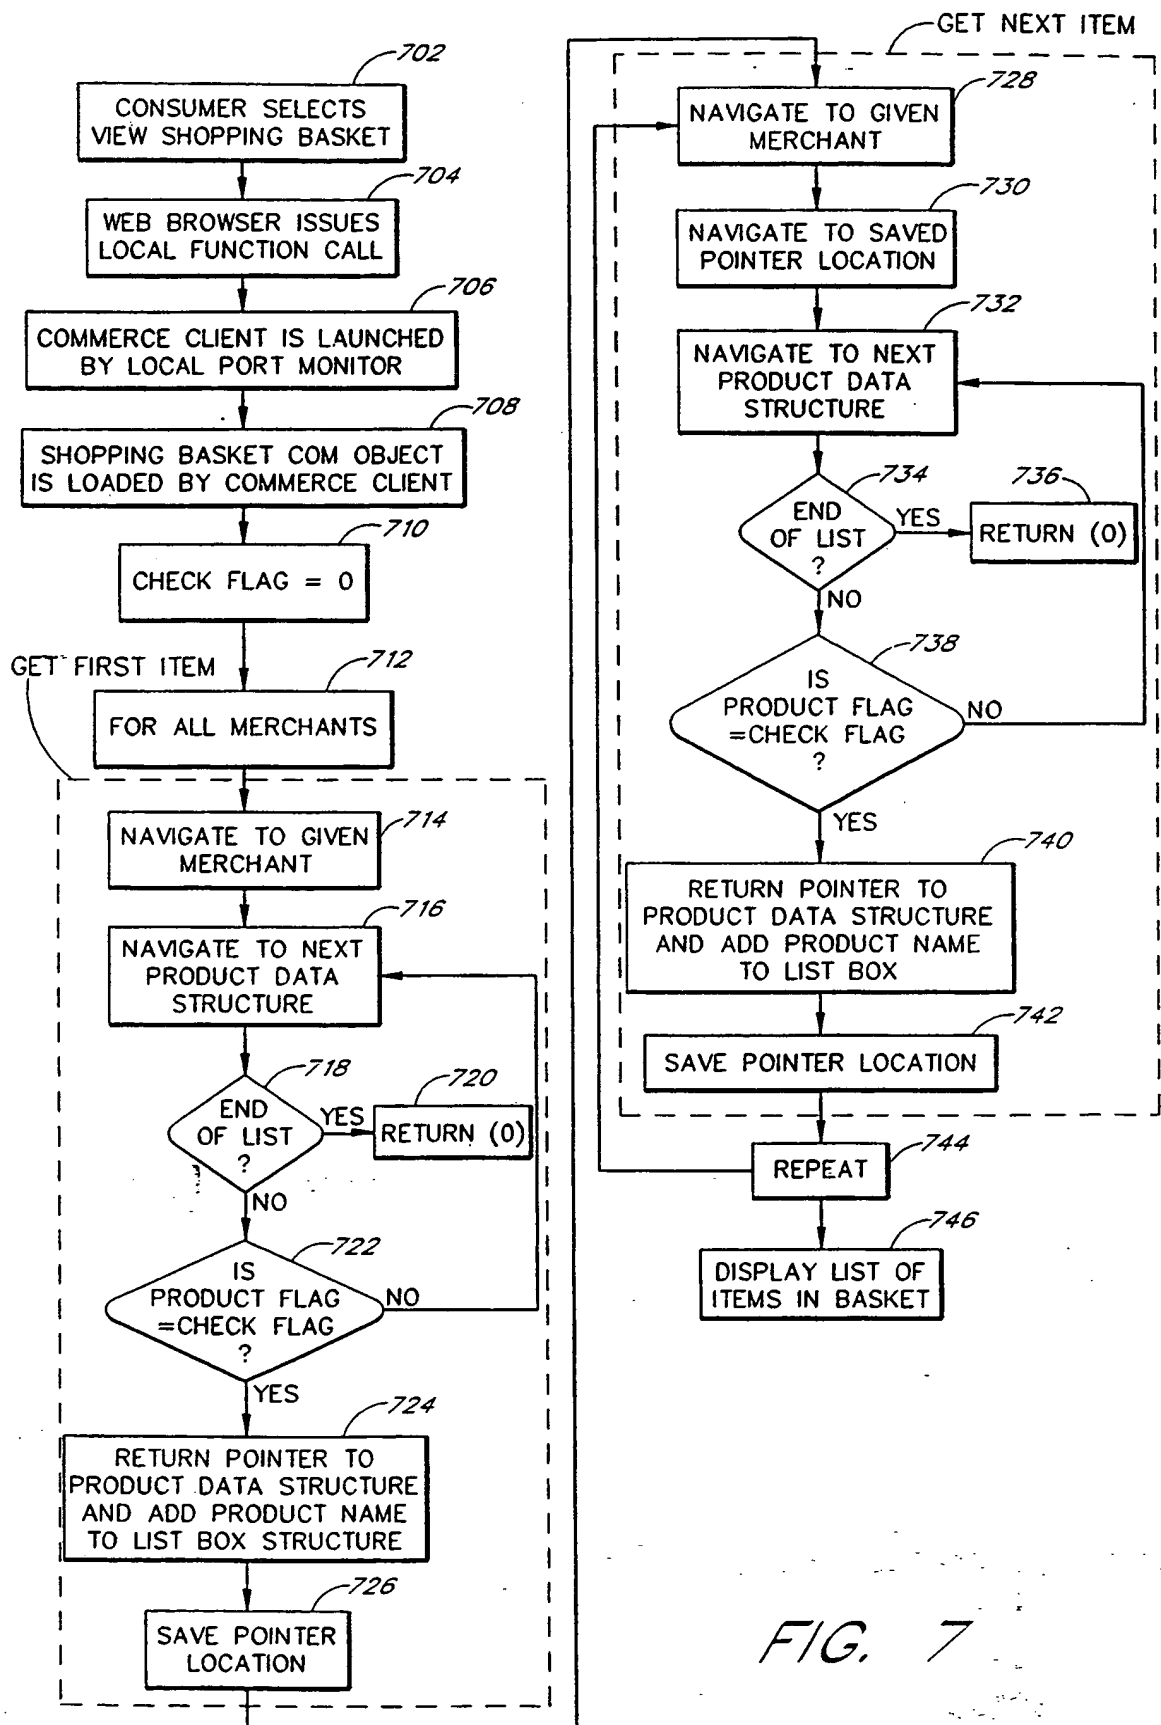 702
CONSUMER SELECTS
VIEW SHOPPING BASKET
704
WEB BROWSER ISSUES
LOCAL FUNCTION CALL
706
COMMERCE CLIENT IS LAUNCHED
BY LOCAL PORT MONITOR
708
SHOPPING BASKET COM OBJECT
IS LOADED BY COMMERCE CLIENT
710
CHECK FLAG = 0
GET FIRST ITEM
712
FOR ALL MERCHANTS
714
NAVIGATE TO GIVEN
MERCHANT
716
NAVIGATE TO NEXT
PRODUCT DATA
STRUCTURE
718
END
OF LIST
?
YES
720
RETURN (0)
NO
722
IS
PRODUCT FLAG
=CHECK FLAG
?
NO
YES
724
RETURN POINTER TO
PRODUCT DATA STRUCTURE
AND ADD PRODUCT NAME
TO LIST BOX STRUCTURE
726
SAVE POINTER
LOCATION
GET NEXT ITEM
728
NAVIGATE TO GIVEN
MERCHANT
730
NAVIGATE TO SAVED
POINTER LOCATION
732
NAVIGATE TO NEXT
PRODUCT DATA
STRUCTURE
734
END
OF LIST
?
YES
736
RETURN (0)
NO
738
IS
PRODUCT FLAG
=CHECK FLAG
?
NO
YES
740
RETURN POINTER TO
PRODUCT DATA STRUCTURE
AND ADD PRODUCT NAME
TO LIST BOX
742
SAVE POINTER LOCATION
744
REPEAT
746
DISPLAY LIST OF
ITEMS IN BASKET
FIG. 7